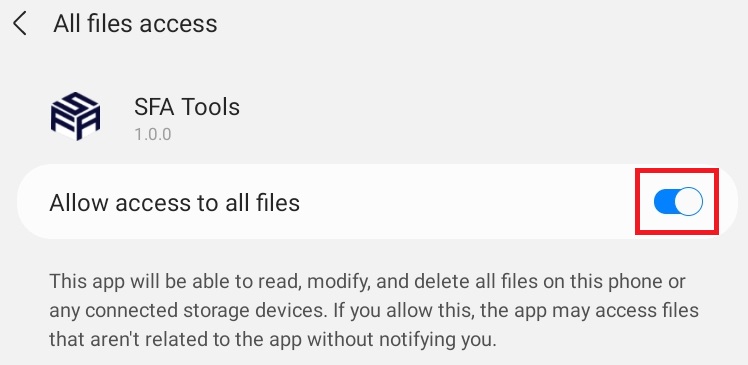 All files access
SFA
SFA Tools
1.0.0
Allow access to all files
This app will be able to read, modify, and delete all files on this phone or
any connected storage devices. If you allow this, the app may access files
that aren't related to the app without notifying you.